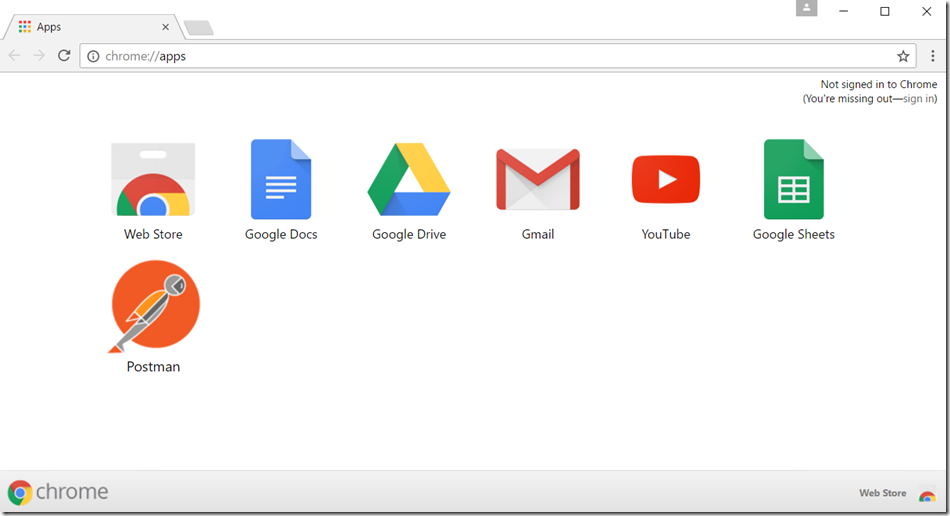 Apps
chrome://apps
Not signed in to Chrome
(You're missing out—sign in)
Web Store
Google Docs
Google Drive
Gmail
YouTube
Google Sheets
Postman
chrome
Web Store